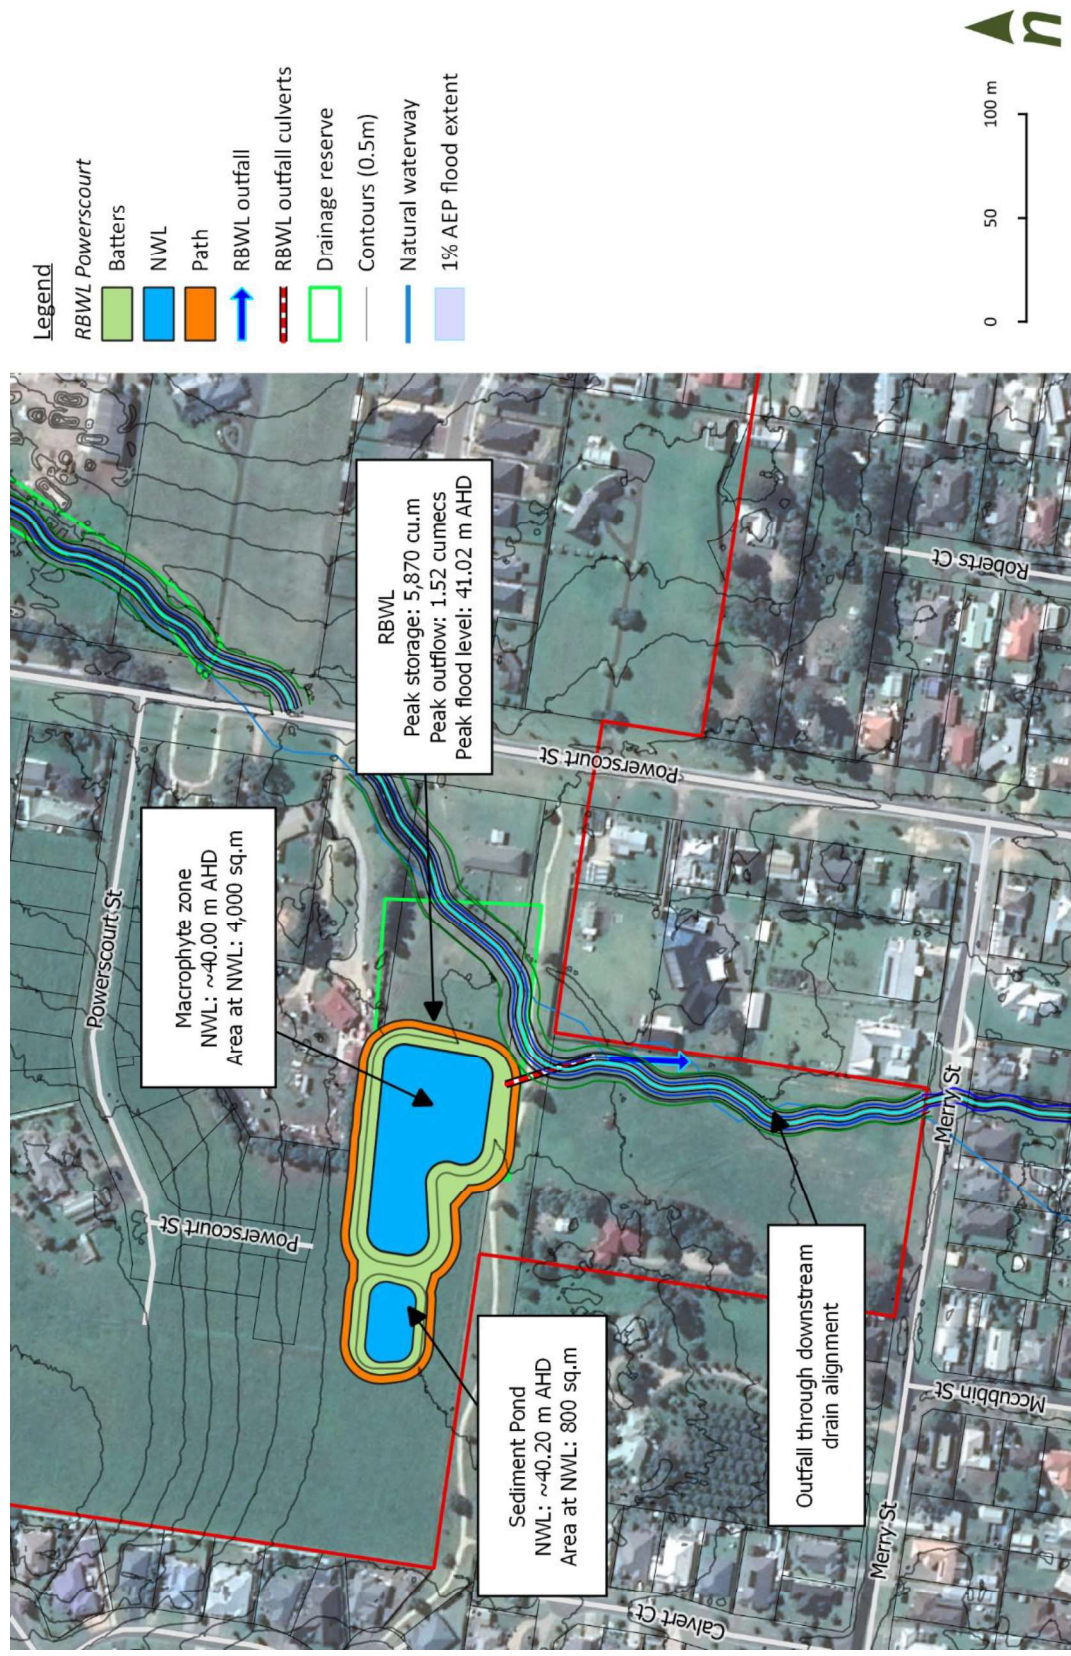 Legend
RBWL Powerscourt
Batters
NWL
Path
RBWL outfall
RBWL outfall culverts
Drainage reserve
Contours (0.5m)
Natural waterway
1% AEP flood extent
n
0
50
100 m
RBWL
Peak storage: 5,870 cu.m
Peak outflow: 1.52 cumecs
Peak flood level: 41.02 m AHD
Macrophyte zone
NWL: ~40.00 m AHD
Area at NWL: 4,000 sq.m
Sediment Pond
NWL: ~40.20 m AHD
Area at NWL: 800 sq.m
Outfall through downstream
drain alignment
Powerscourt St
Powerscourt St
Powerscourt St
Roberts Ct
Merry St
Merry St
Mccubbin St
Calvert Ct